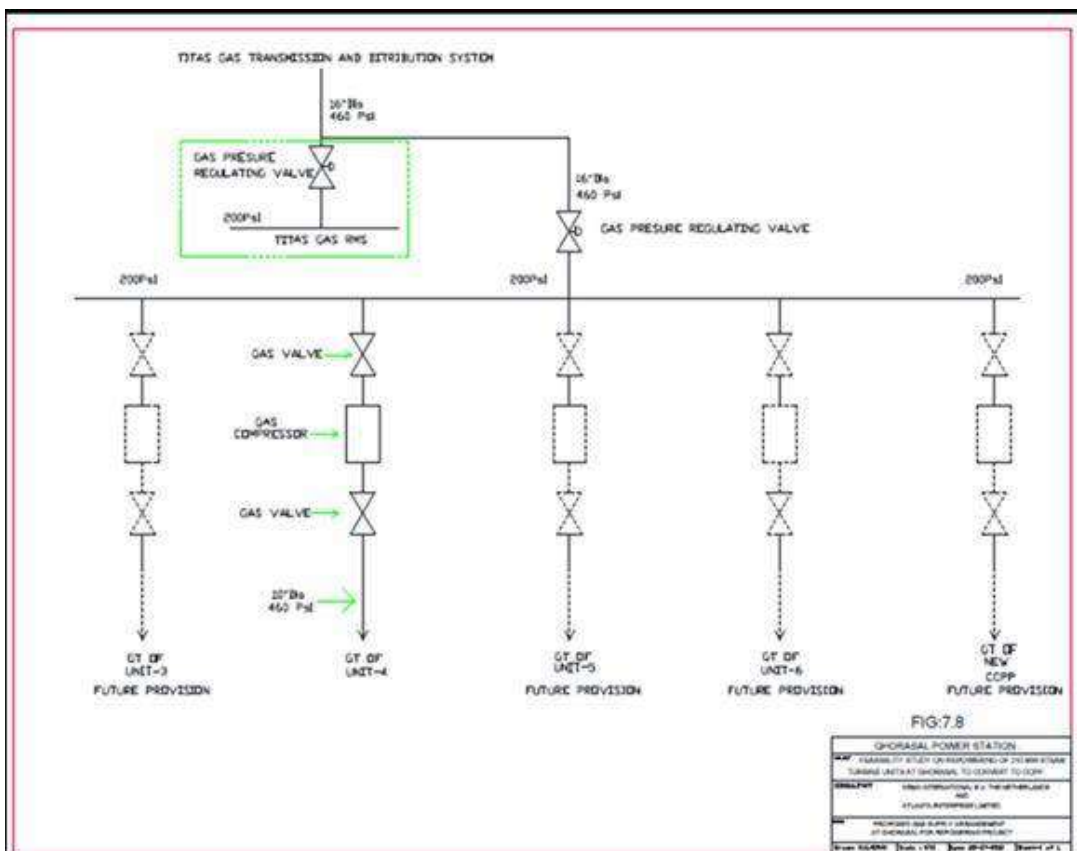 TITAS GAS TRANSMISSION AND DITRIBUTION SYSTEM
16"Dia
460 PsI
GAS PRESURE
REGULATING VALVE
200PsI
TITAS GAS RMS
16"Dia
460 PsI
GAS PRESURE REGULATING VALVE
200PsI
200PsI
200PsI
GAS VALVE
GAS
COMPRESSOR
GAS VALVE
10"Dia
460 PsI
GT OF
UNIT-3
FUTURE PROVISION
GT OF
UNIT-4
GT OF
UNIT-5
FUTURE PROVISION
GT OF
UNIT-6
FUTURE PROVISION
GT OF
NEW
CCPP
FUTURE PROVISION
FIG:7.8
GHORASAL POWER STATION
FEASIBILITY STUDY ON REPOWERING OF 210 MW STEAM
TURBINE UNITS AT GHORASAL TO CONVERT TO CCPP
CONSULTANT
INTERNATIONAL B.V. THE NETHERLANDS
AND
ENTERPRISE LIMITED
PROPOSED GAS SUPPLY ARRANGEMENT
AT GHORASAL FOR REPOWERING PROJECT